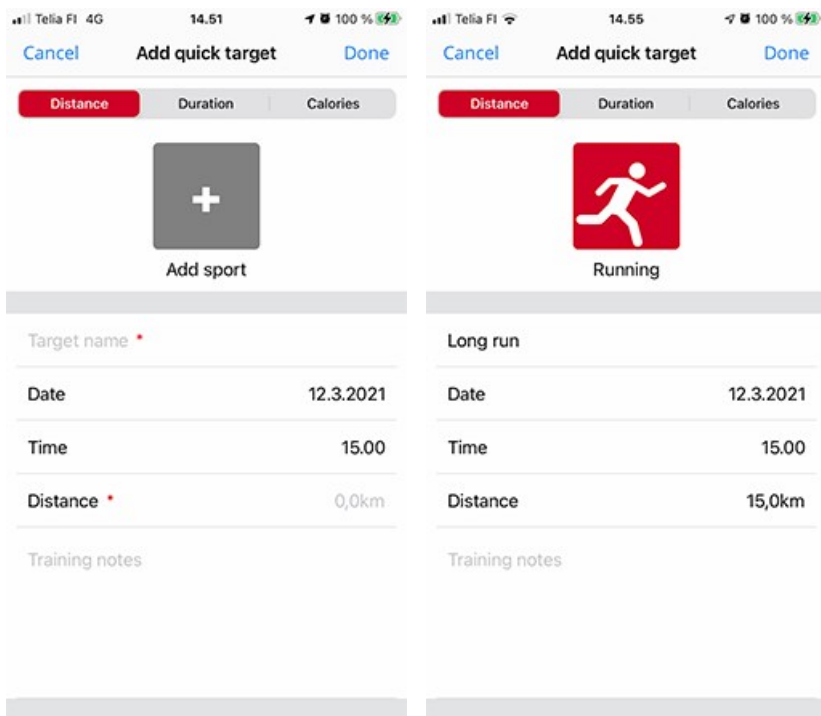 Telia FI 4G 14.51 100 %
Cancel Add quick target Done
Distance Duration Calories
+
Add sport
Target name *
Date 12.3.2021
Time 15.00
Distance * 0,0km
Training notes
Telia FI 14.55 100 %
Cancel Add quick target Done
Distance Duration Calories
Running
Long run
Date 12.3.2021
Time 15.00
Distance 15,0km
Training notes